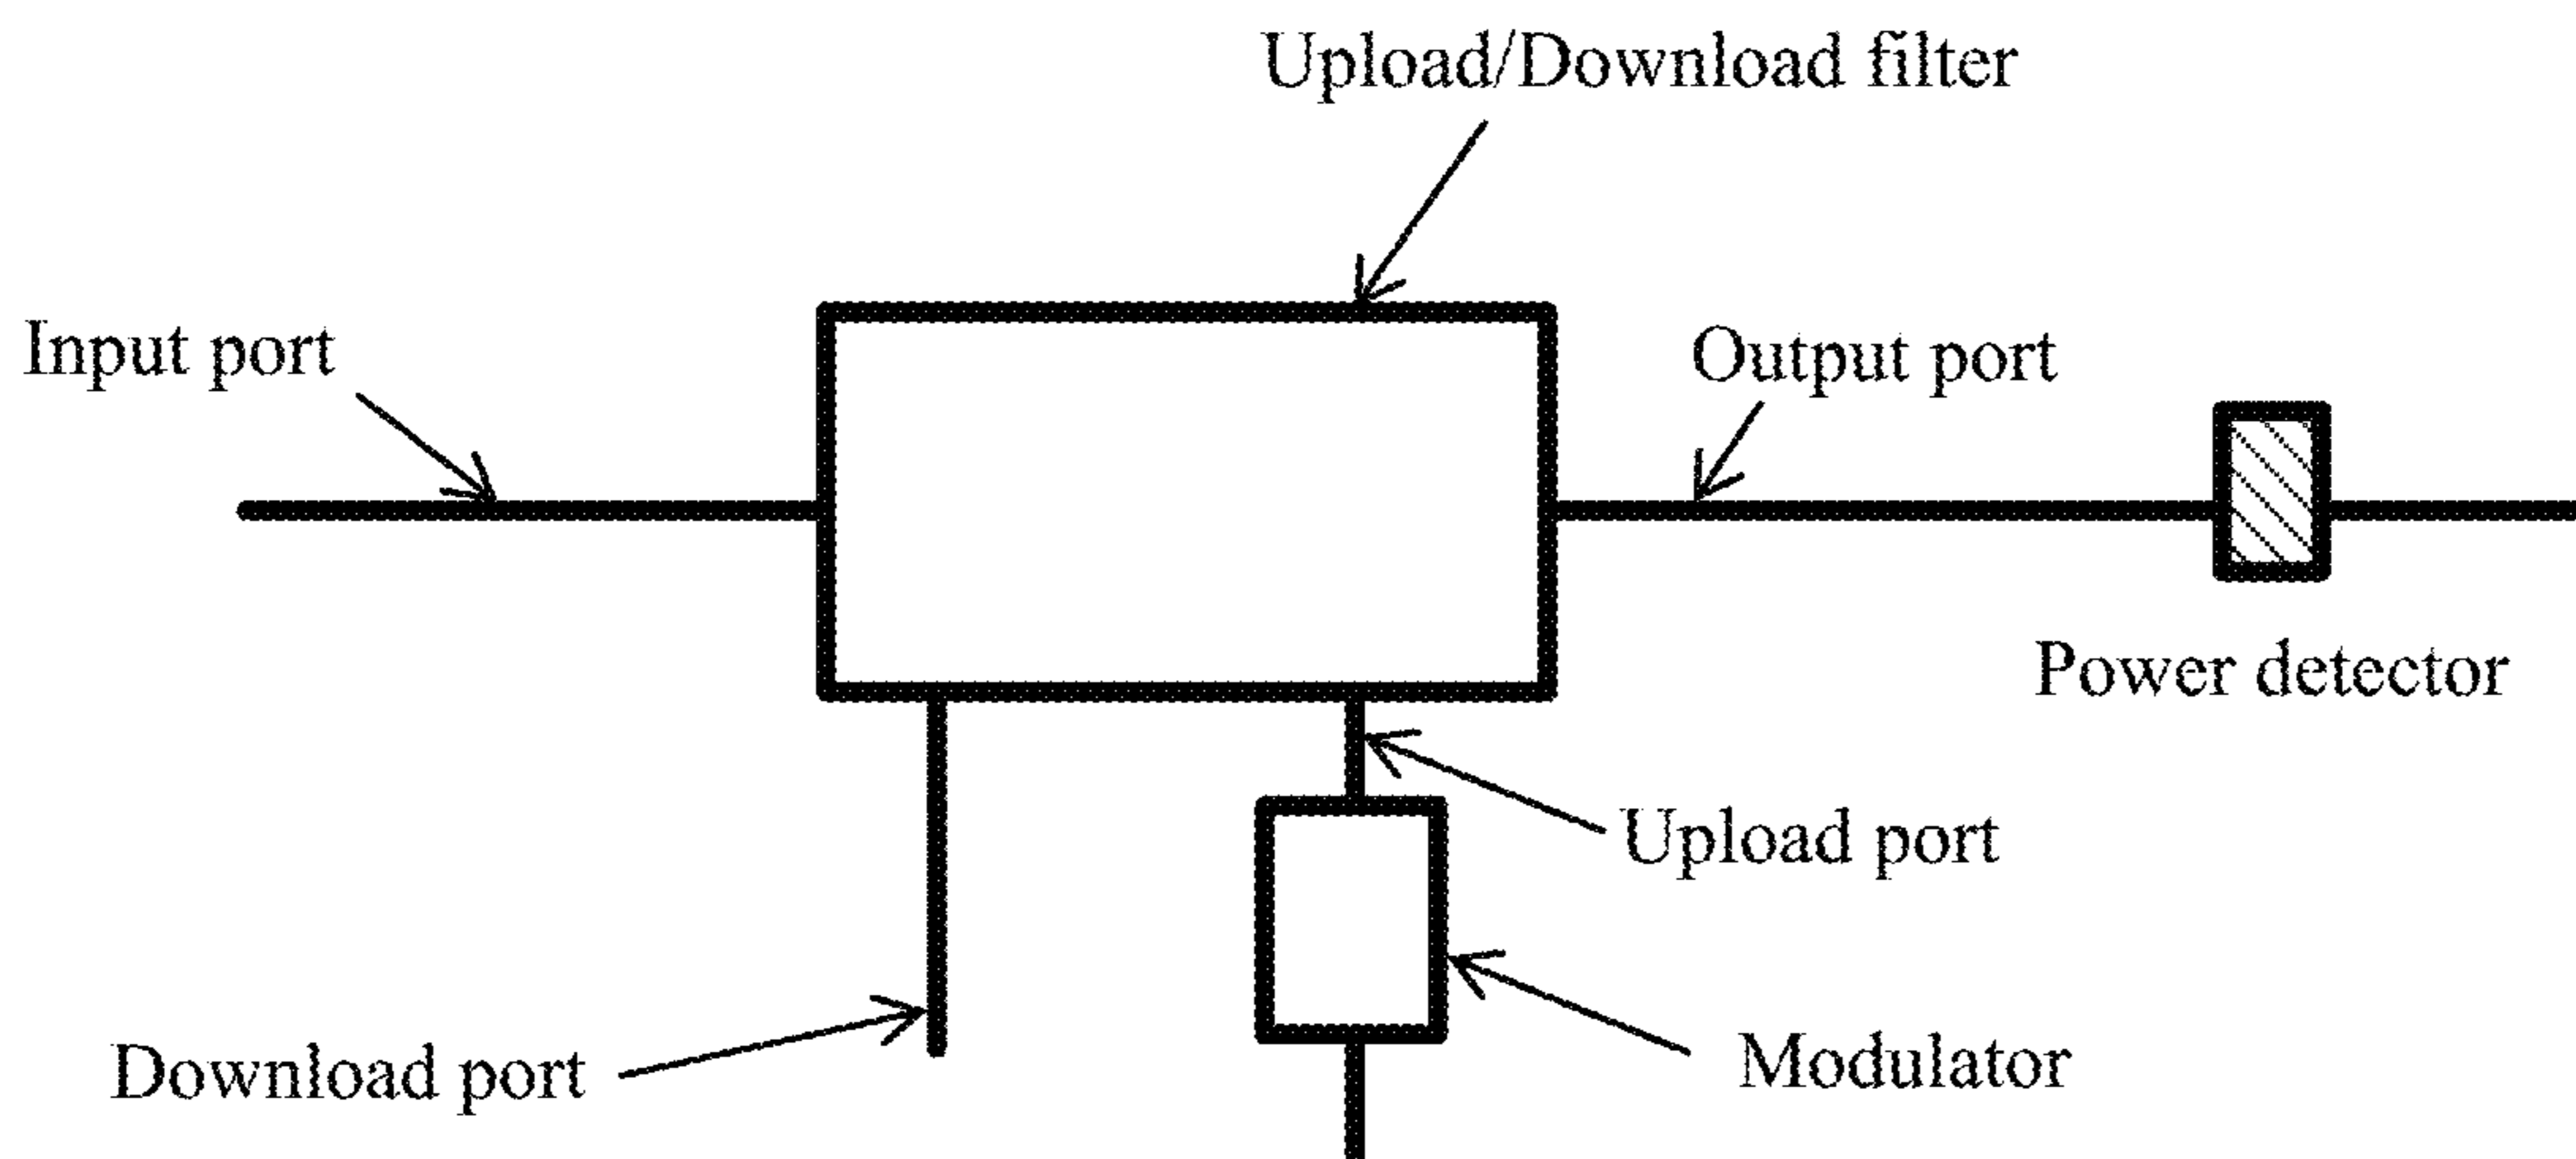 Upload/Download filter
Input port
Output port
Power detector
Upload port
Modulator
Download port